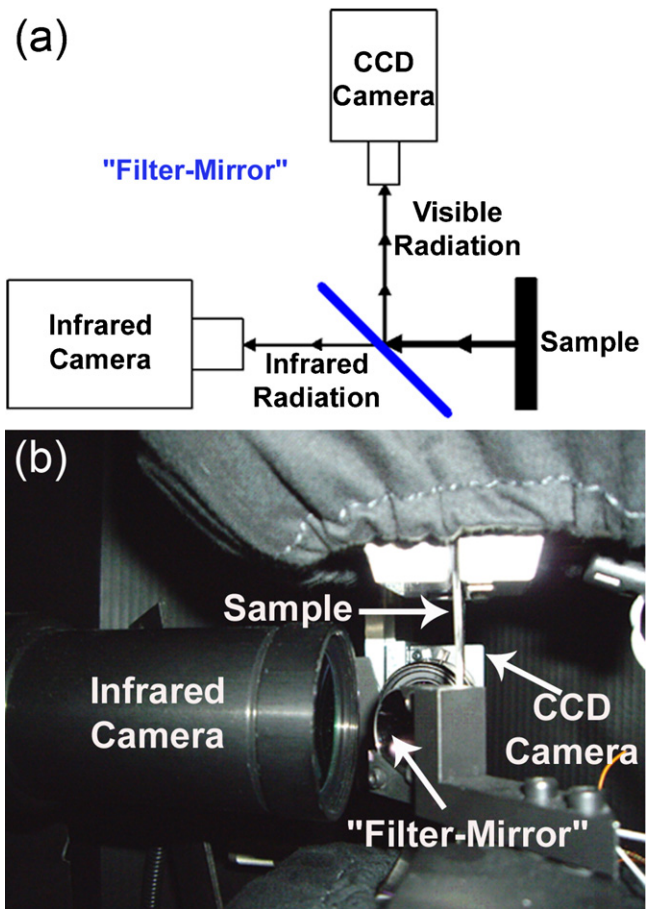 (a)
CCD
Camera
"Filter-Mirror"
Visible
Radiation
Infrared
Camera
Infrared
Radiation
Sample
(b)
Sample
Infrared
Camera
CCD
Camera
"Filter-Mirror"